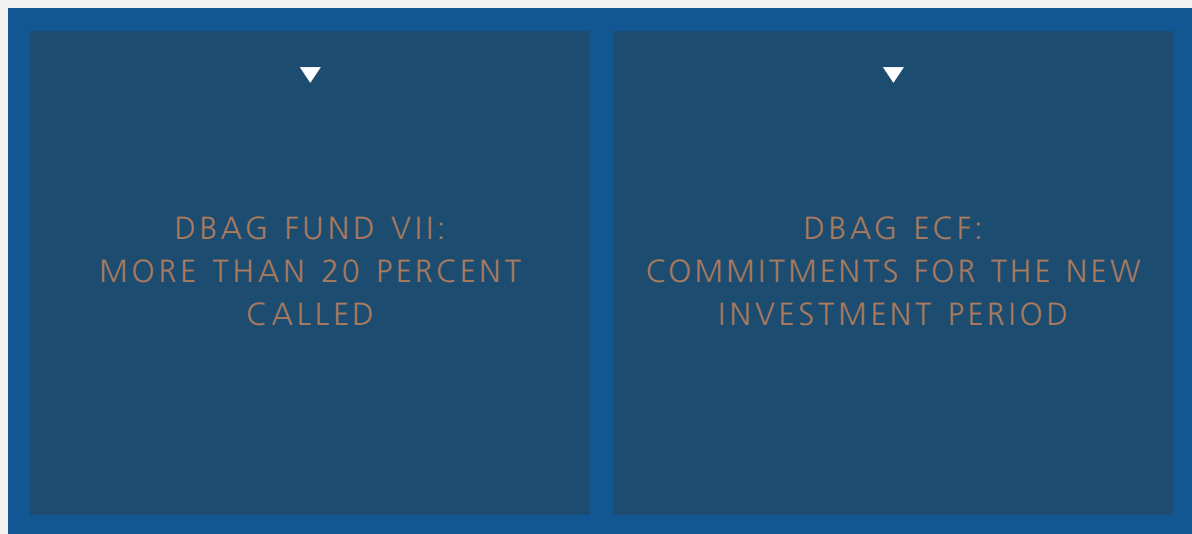 DBAG FUND VII:
MORE THAN 20 PERCENT
CALLED
DBAG ECF:
COMMITMENTS FOR THE NEW
INVESTMENT PERIOD